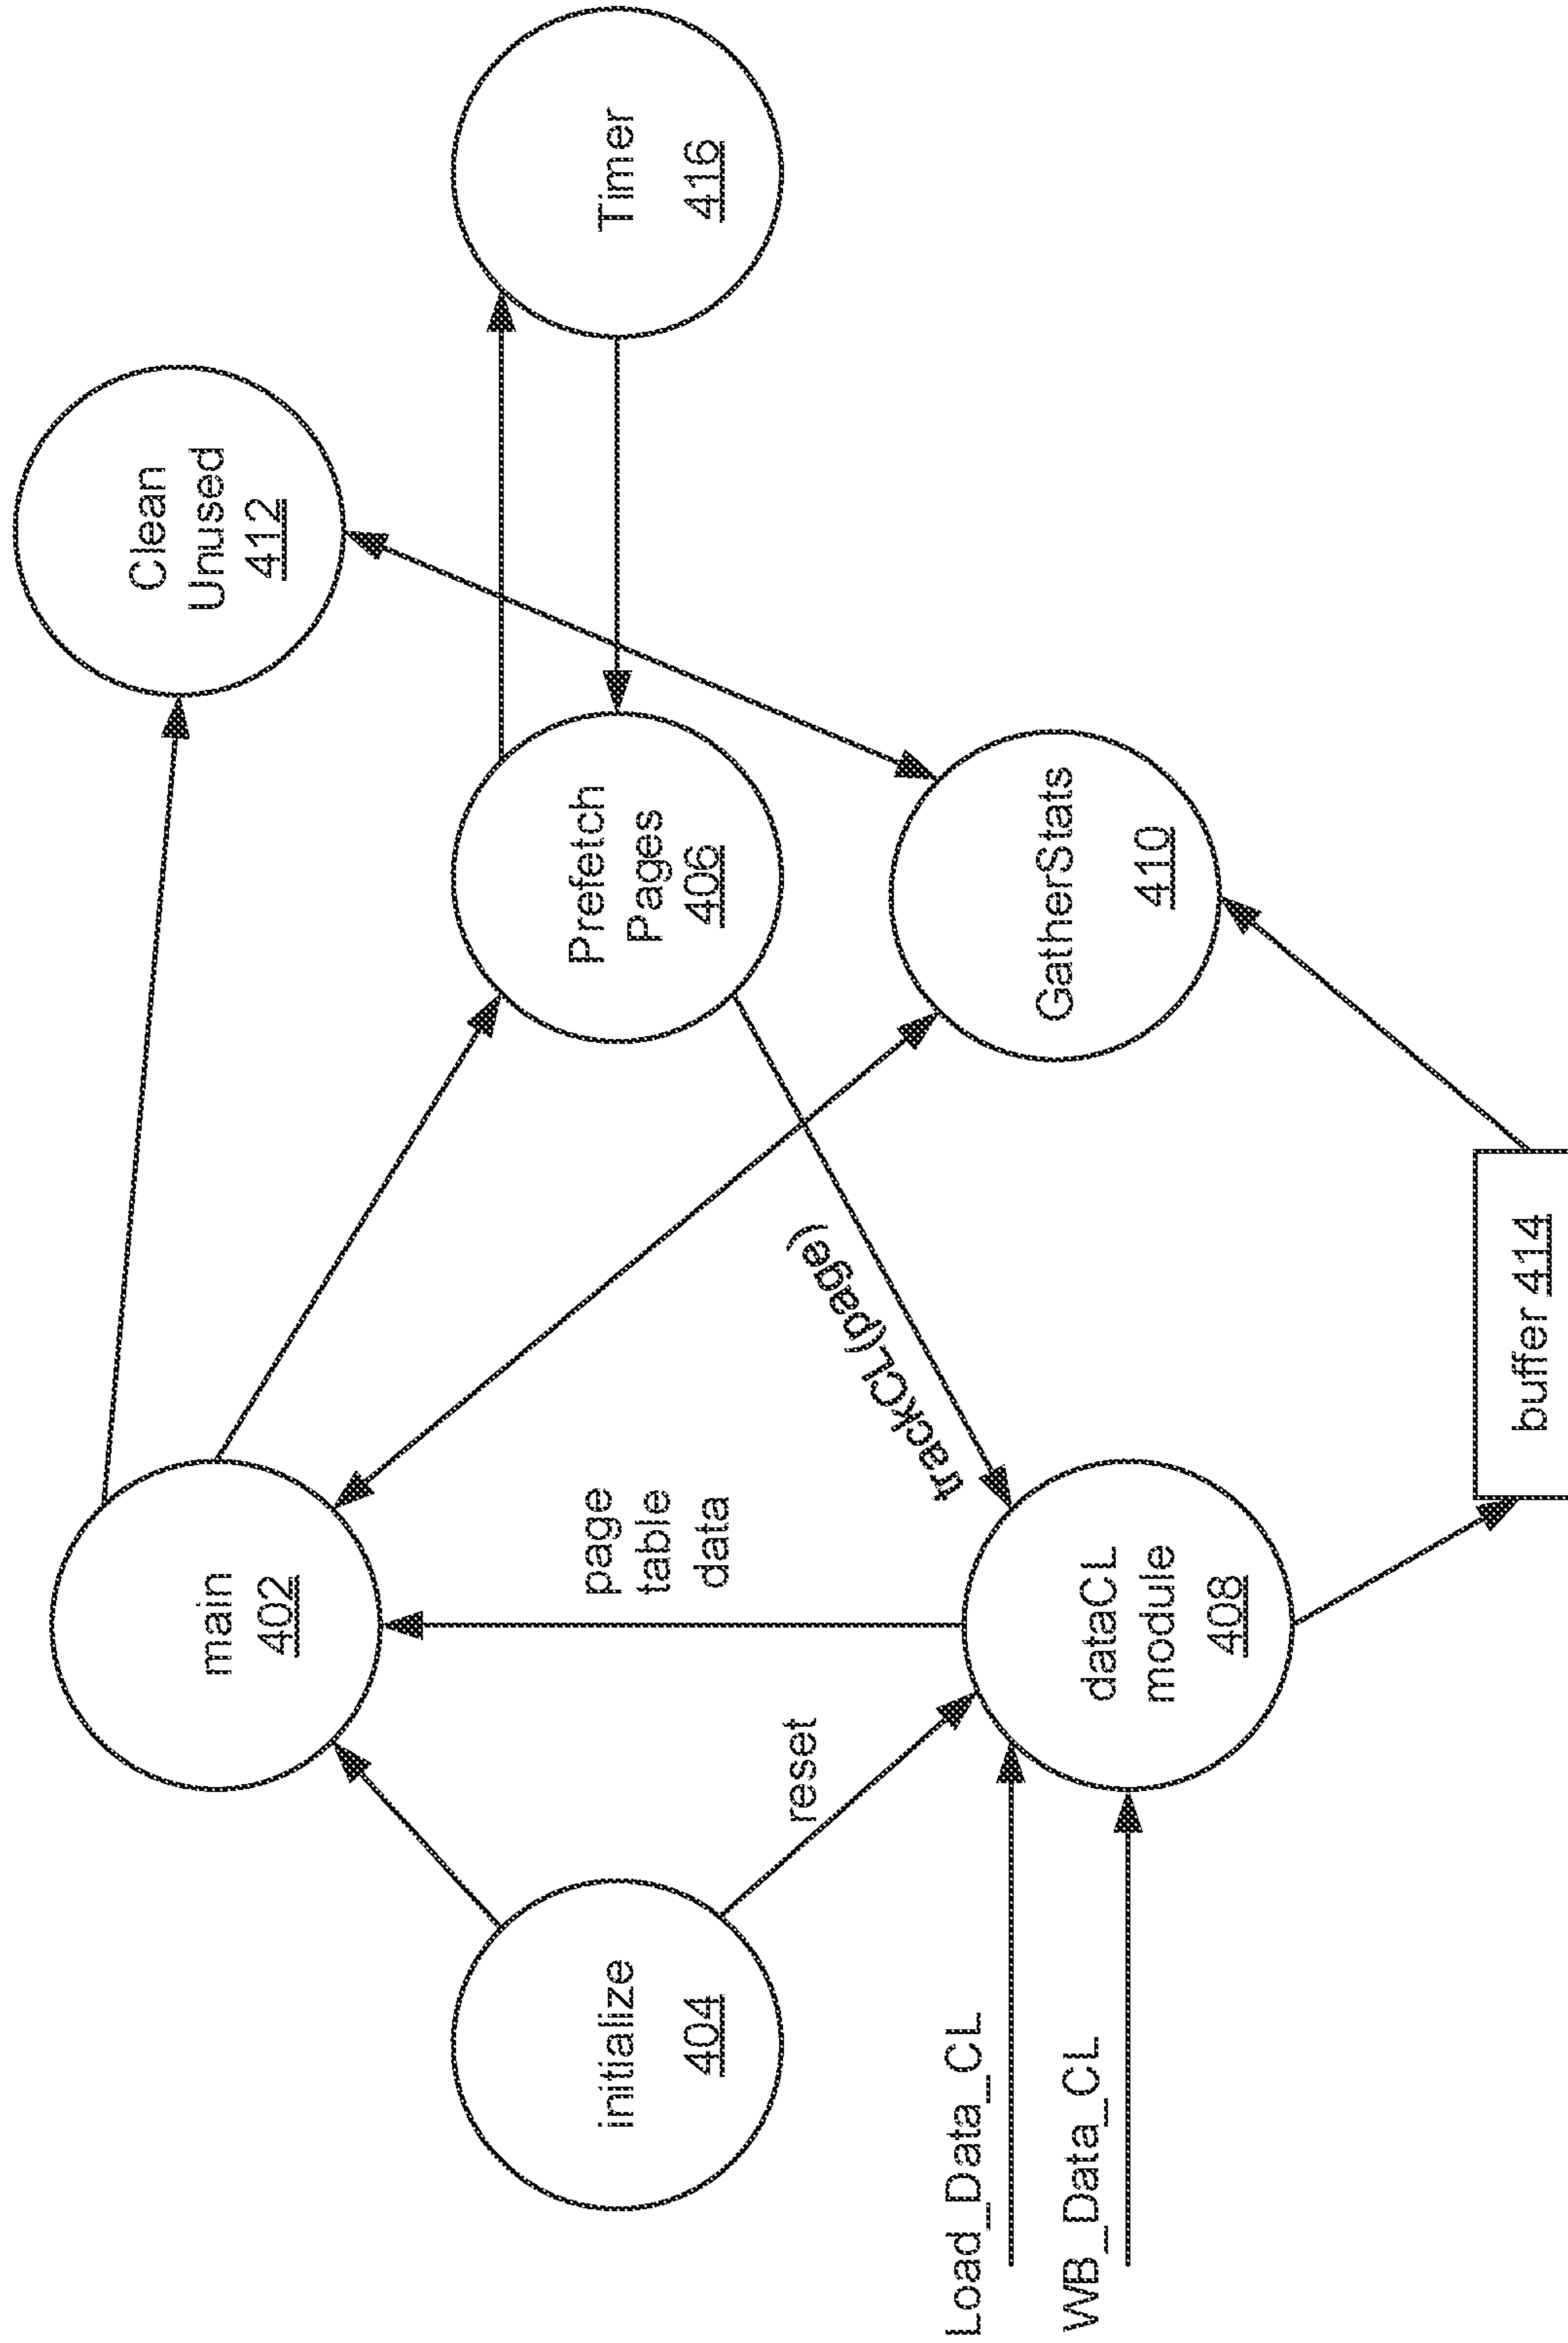 Clean
Unused
412
Timer
416
main
402
Prefetch
Pages
406
initialize
404
page
table
data
reset
trackCL(page)
GatherStats
410
dataCL
module
408
Load_Data_CL
WB_Data_CL
buffer 414